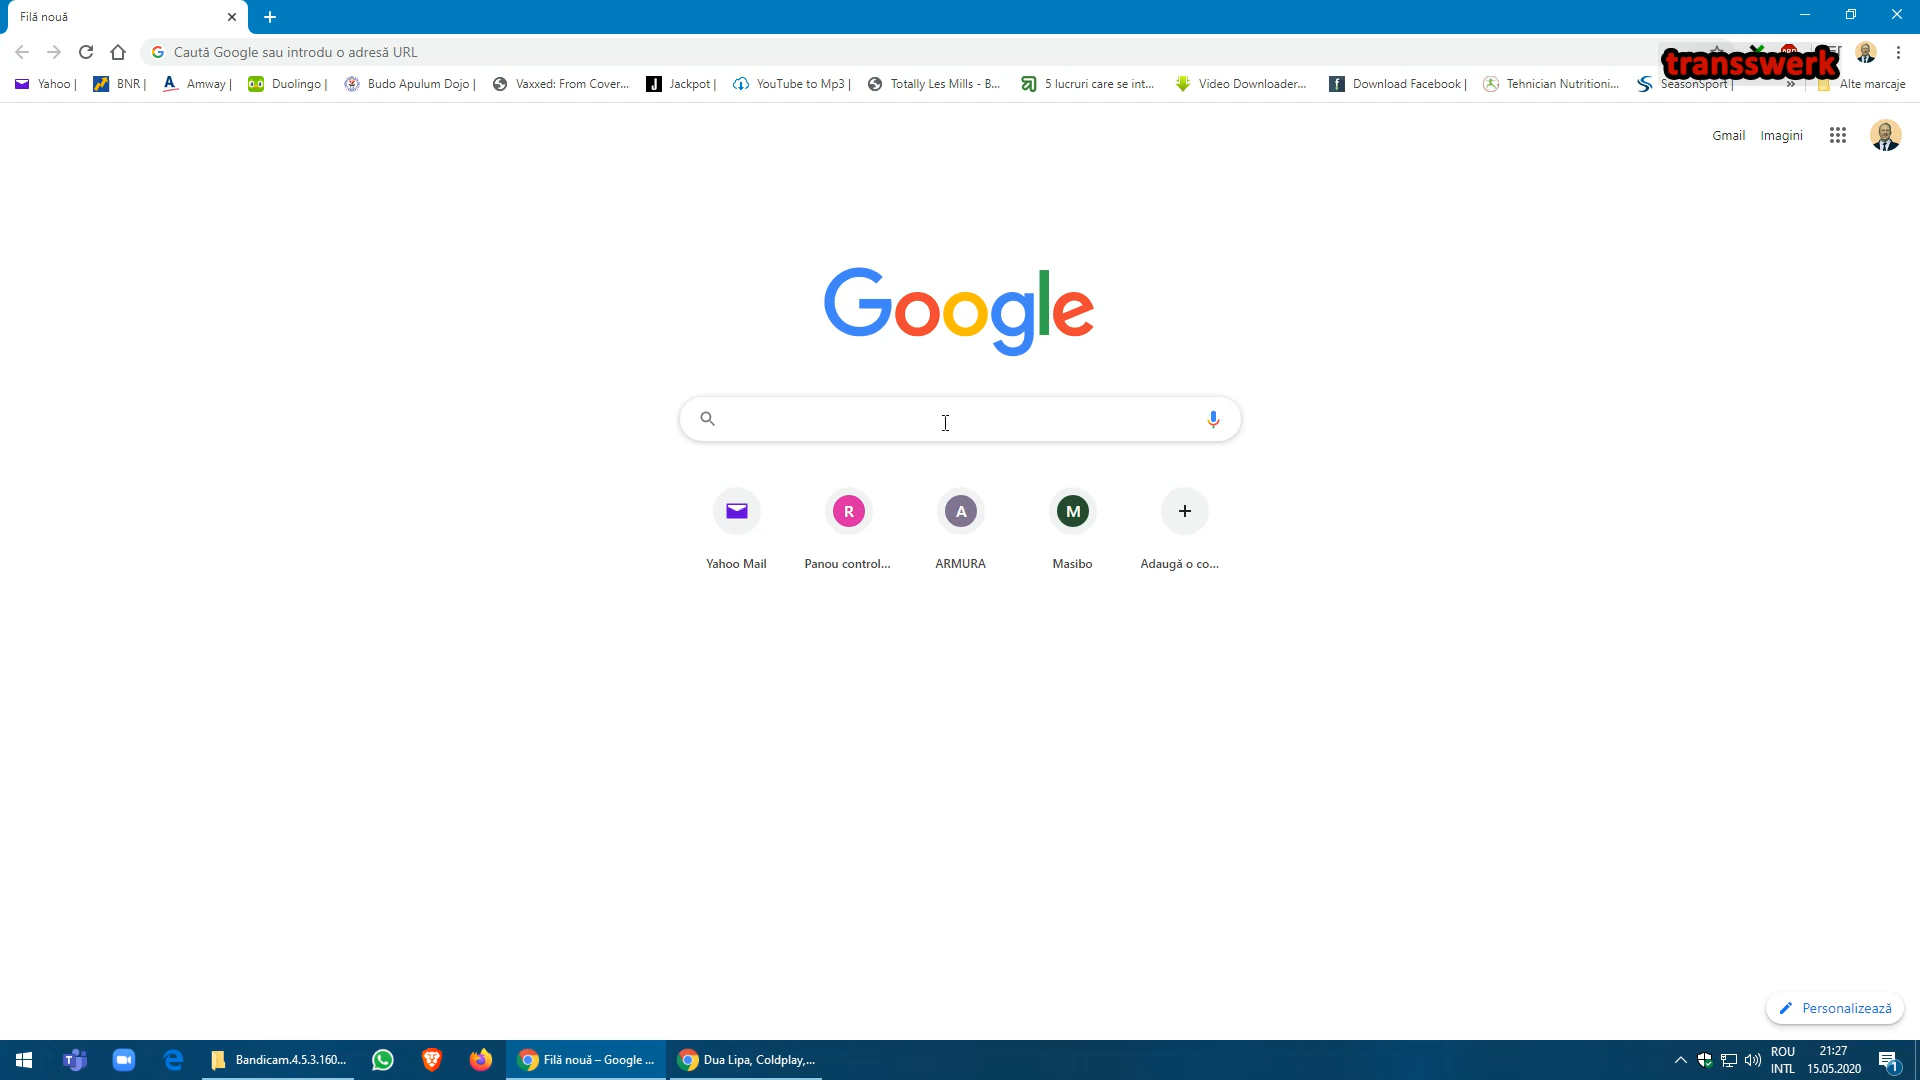 Filă nouă
Caută Google sau introdu o adresă URL
transswerk
Yahoo | BNR | Amway | Duolingo | Budo Apulum Dojo | Vaxxed: From Cover... Jackpot | YouTube to Mp3 | Totally Les Mills - B... 5 lucruri care se int... Video Downloader... Download Facebook | Tehnician Nutritioni... SeasonSport | » Alte marcaje
Gmail Imagini
Google
R A M
Yahoo Mail Panou control... ARMURA Masibo Adaugă o co...
Personalizează
Bandicam.4.5.3.160... Filă nouă – Google ... Dua Lipa, Coldplay,...
ROU 21:27
INTL 15.05.2020 1